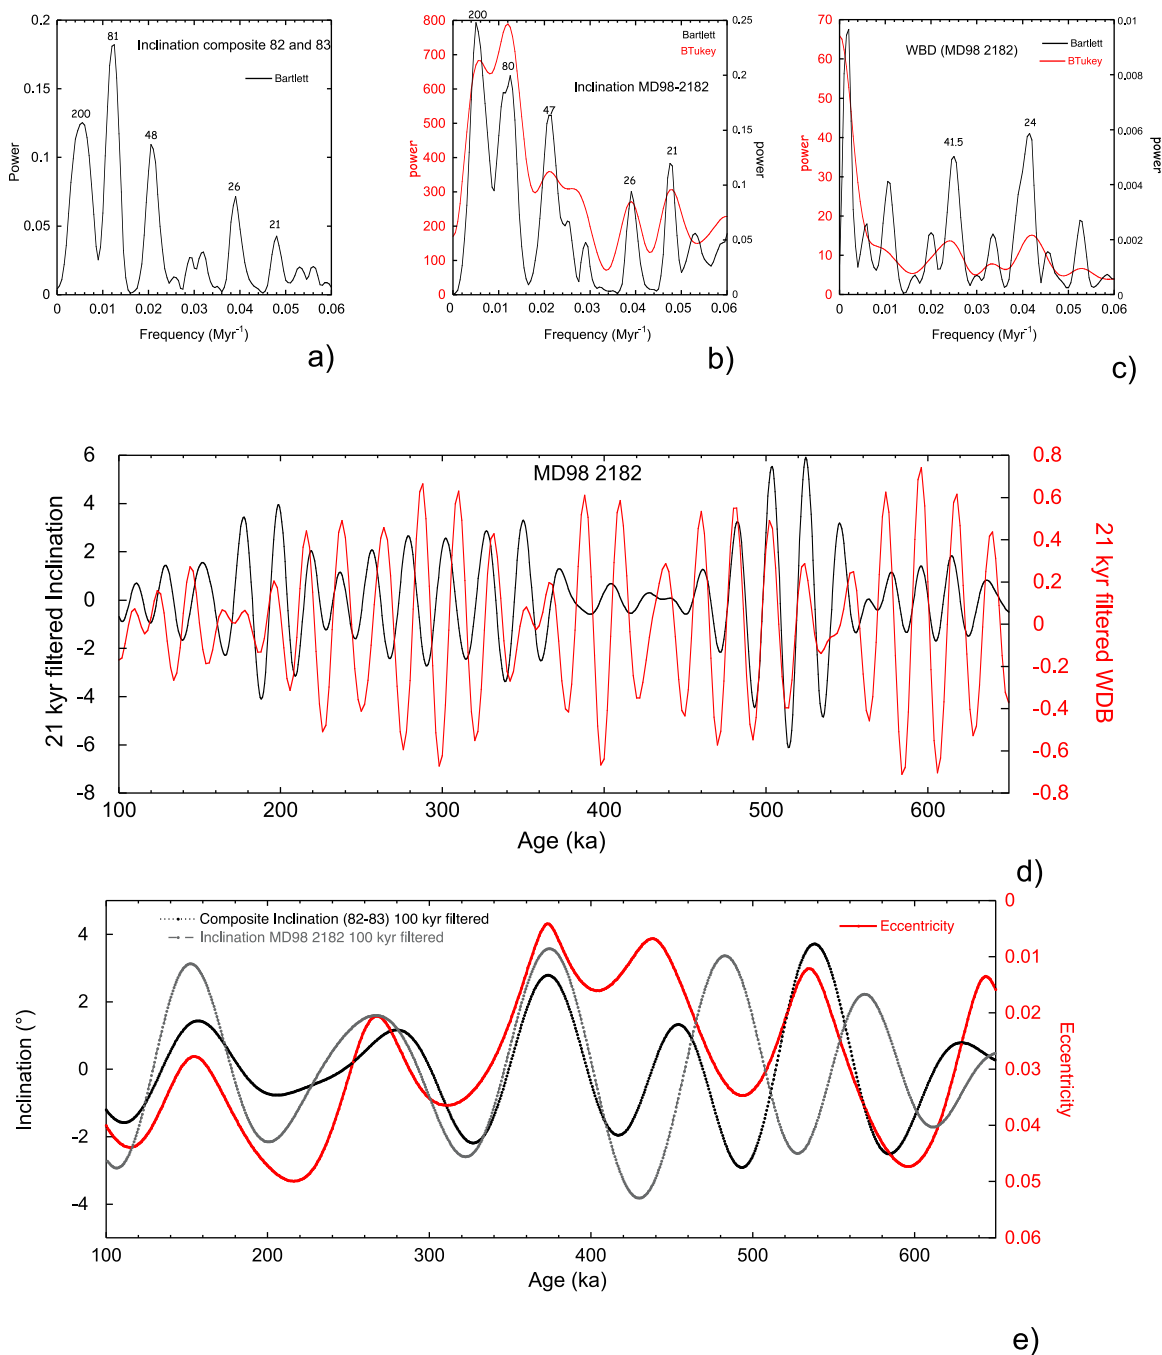 Inclination composite 82 and 83
Bartlett
81
200
48
26
21
0.2
0.15
0.1
0.05
0
Power
0 0.01 0.02 0.03 0.04 0.05 0.06
Frequency (Myr-1)
a)
200
Bartlett
BTukey
Inclination MD98-2182
80
47
26
21
800
700
600
500
400
300
200
100
0
power
0.25
0.2
0.15
0.1
0.05
0
power
0 0.01 0.02 0.03 0.04 0.05 0.06
Frequency (Myr-1)
b)
WBD (MD98 2182)
Bartlett
BTukey
41.5
24
70
60
50
40
30
20
10
0
power
0.01
0.008
0.006
0.004
0.002
0
power
0 0.01 0.02 0.03 0.04 0.05 0.06
Frequency (Myr-1)
c)
MD98 2182
6
4
2
0
-2
-4
-6
-8
21 kyr filtered Inclination
0.8
0.6
0.4
0.2
0
-0.2
-0.4
-0.6
-0.8
21 kyr filtered WDB
100 200 300 400 500 600
Age (ka)
d)
Composite Inclination (82-83) 100 kyr filtered
Inclination MD98 2182 100 kyr filtered
Eccentricity
4
2
0
-2
-4
Inclination (°)
0
0.01
0.02
0.03
0.04
0.05
0.06
Eccentricity
100 200 300 400 500 600
Age (ka)
e)